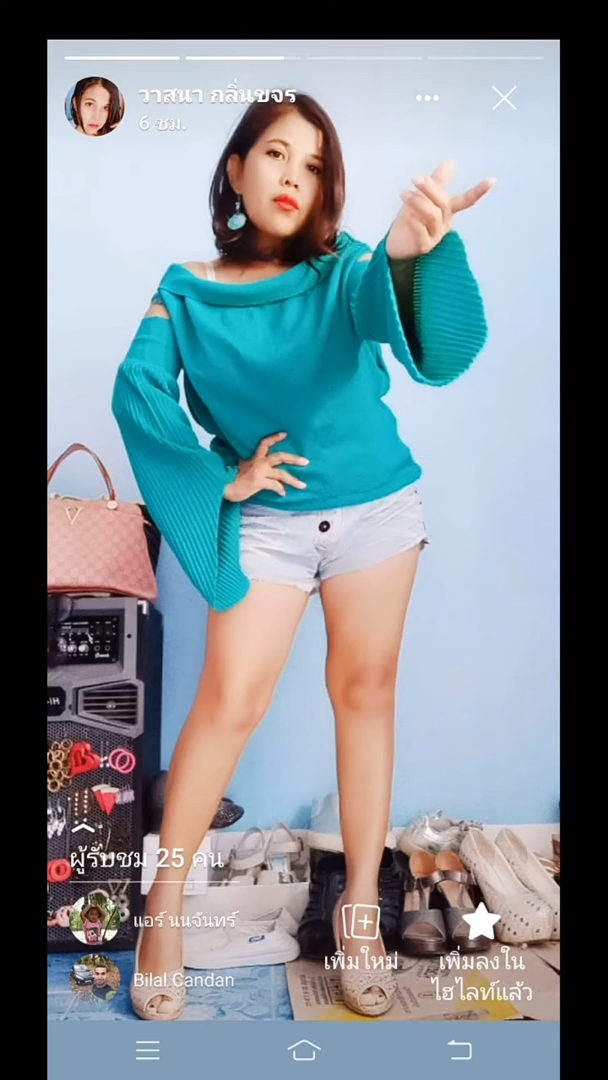 วาสนา กลิ่นขจร
6 ชม.
ผู้รับชม 25 คน
แอร์ นนจันทร์
Bilal Candan
เพิ่มใหม่
เพิ่มลงใน
ไฮไลท์แล้ว